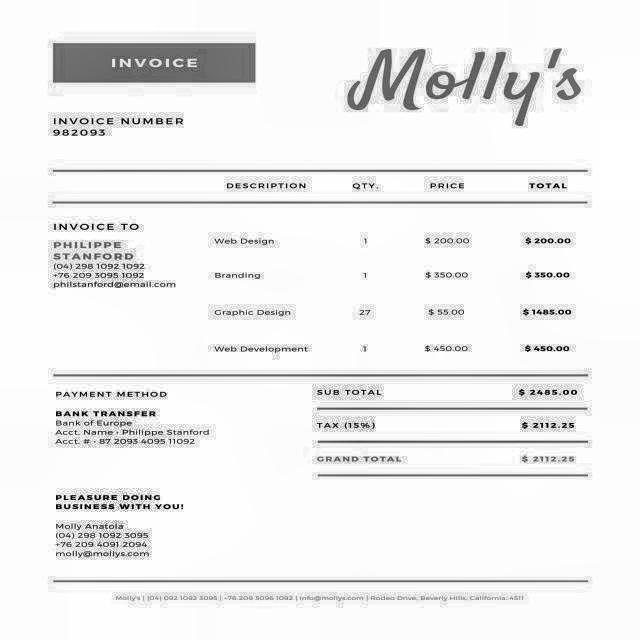 INVOICE
Molly's
INVOICE NUMBER
982093
DESCRIPTION QTY. PRICE TOTAL
INVOICE TO
PHILIPPE
STANFORD
(04) 298 1092 1092
+76 209 3095 1092
philstanford@email.com
Web Design 1 $ 200.00 $ 200.00
Branding 1 $ 350.00 $ 350.00
Graphic Design 27 $ 55.00 $ 1485.00
Web Development 1 $ 450.00 $ 450.00
PAYMENT METHOD
BANK TRANSFER
Bank of Europe
Acct. Name - Philippe Stanford
Acct. # - 87 2093 4095 11092
SUB TOTAL $ 2485.00
TAX (15%) $ 2112.25
GRAND TOTAL $ 2112.25
PLEASURE DOING
BUSINESS WITH YOU!
Molly Anatola
(04) 298 1092 3095
+76 209 4091 2094
molly@mollys.com
Molly's | (04) 092 1092 3095 | +76 209 3096 1092 | info@mollys.com | Rodeo Drive, Beverly Hills, California. 4511